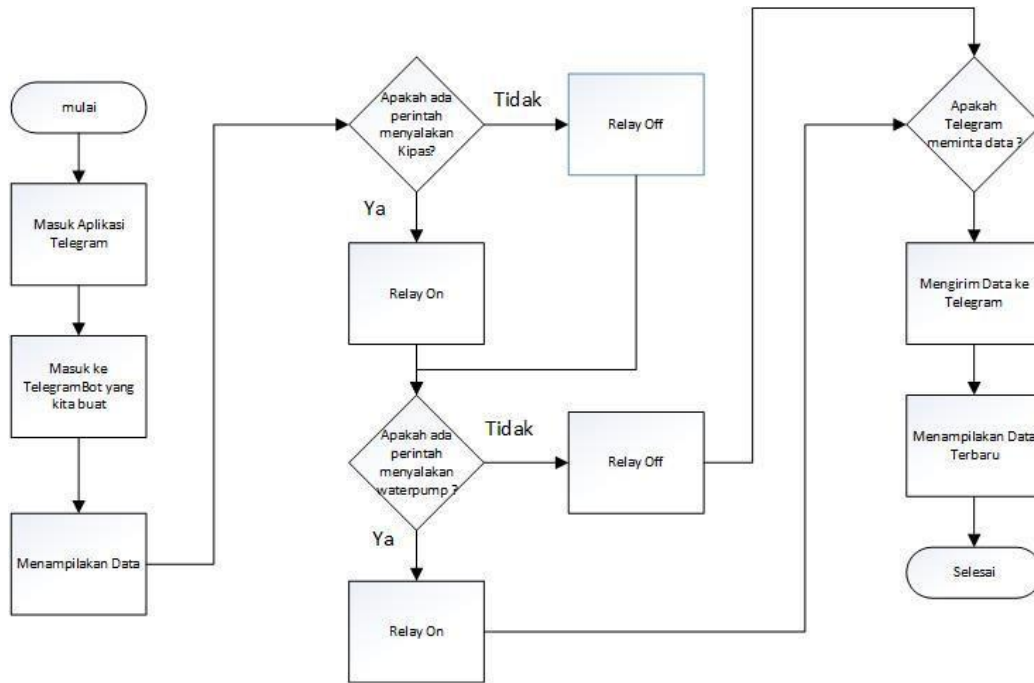 mulai
Masuk Aplikasi
Telegram
Masuk ke
TelegramBot yang
kita buat
Menampilakan Data
Apakah ada
perintah
menyalakan
Kipas?
Tidak
Relay Off
Ya
Relay On
Apakah ada
perintah
menyalakan
waterpump ?
Tidak
Relay Off
Ya
Relay On
Apakah
Telegram
meminta data ?
Mengirim Data ke
Telegram
Menampilakan Data
Terbaru
Selesai